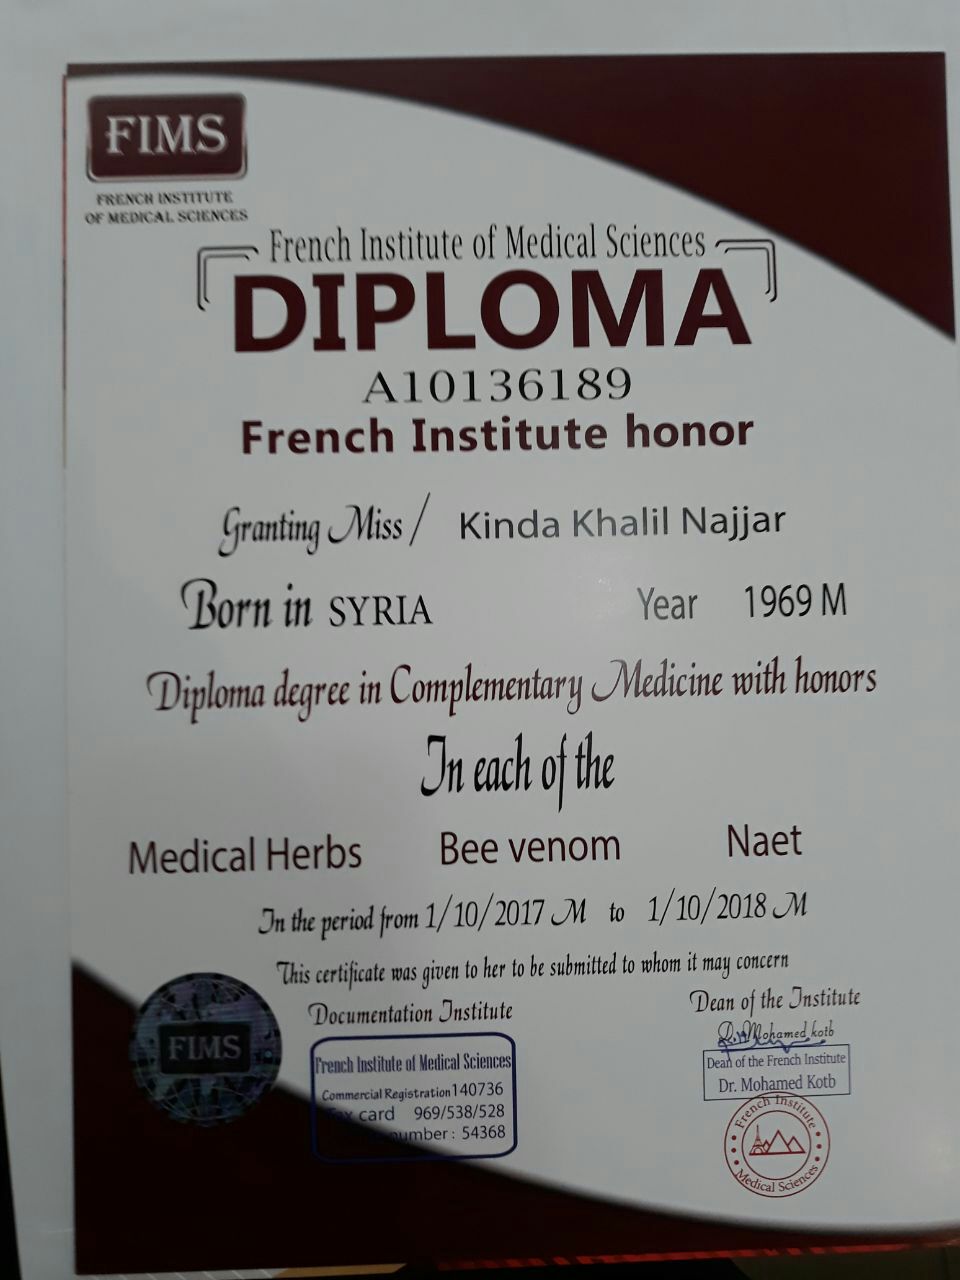 FIMS
FRENCH INSTITUTE
OF MEDICAL SCIENCES
French Institute of Medical Sciences
DIPLOMA
A10136189
French Institute honor
Granting Miss / Kinda Khalil Najjar
Born in SYRIA Year 1969 M
Diploma degree in Complementary Medicine with honors
In each of the
Medical Herbs Bee venom Naet
In the period from 1/10/2017 M to 1/10/2018 M
This certificate was given to her to be submitted to whom it may concern
Documentation Institute
Dean of the Institute
FIMS
French Institute of Medical Sciences
Commercial Registration 140736
card 969/538/528
number : 54368
Mohamed kotb
Dean of the French Institute
Dr. Mohamed Kotb
French Institute
Medical Sciences